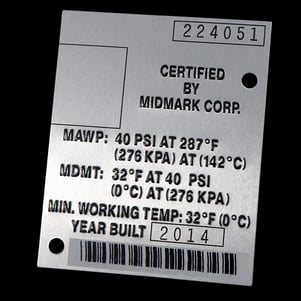 224051
CERTIFIED
BY
MIDMARK CORP.
MAWP: 40 PSI AT 287°F
(276 KPA) AT (142°C)
MDMT: 32°F AT 40 PSI
(0°C) AT (276 KPA)
MIN. WORKING TEMP: 32°F (0°C)
YEAR BUILT 2014